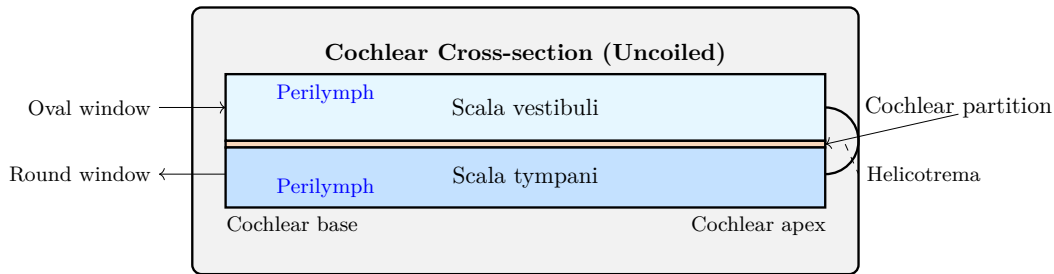 Cochlear Cross-section (Uncoiled)
Perilymph
Oval window
Scala vestibuli
Cochlear partition
Round window
Perilymph
Scala tympani
Helicotrema
Cochlear base
Cochlear apex